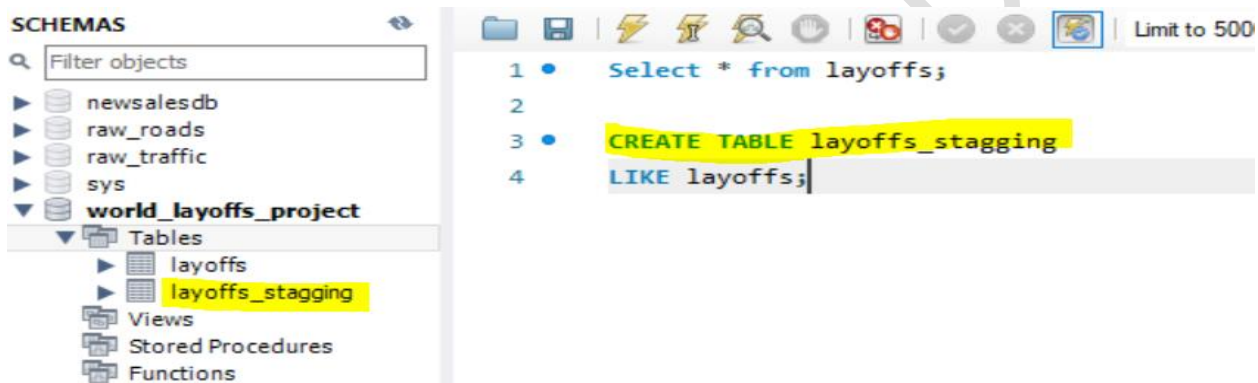 SCHEMAS
Filter objects
newsalesdb
raw_roads
raw_traffic
sys
world_layoffs_project
Tables
layoffs
layoffs_stagging
Views
Stored Procedures
Functions
Limit to 500
1 Select * from layoffs;
2
3 CREATE TABLE layoffs_stagging
4 LIKE layoffs;